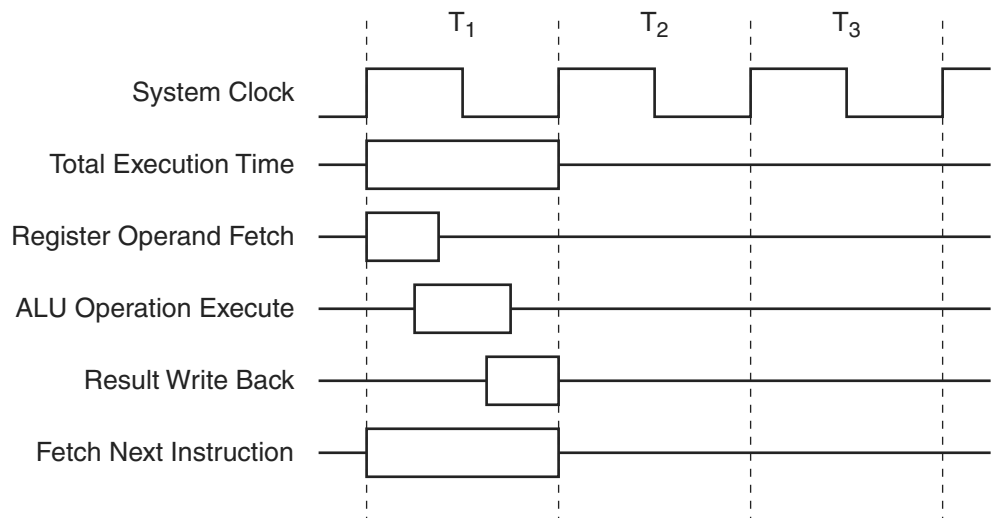 T₁ T₂ T₃
System Clock
Total Execution Time
Register Operand Fetch
ALU Operation Execute
Result Write Back
Fetch Next Instruction